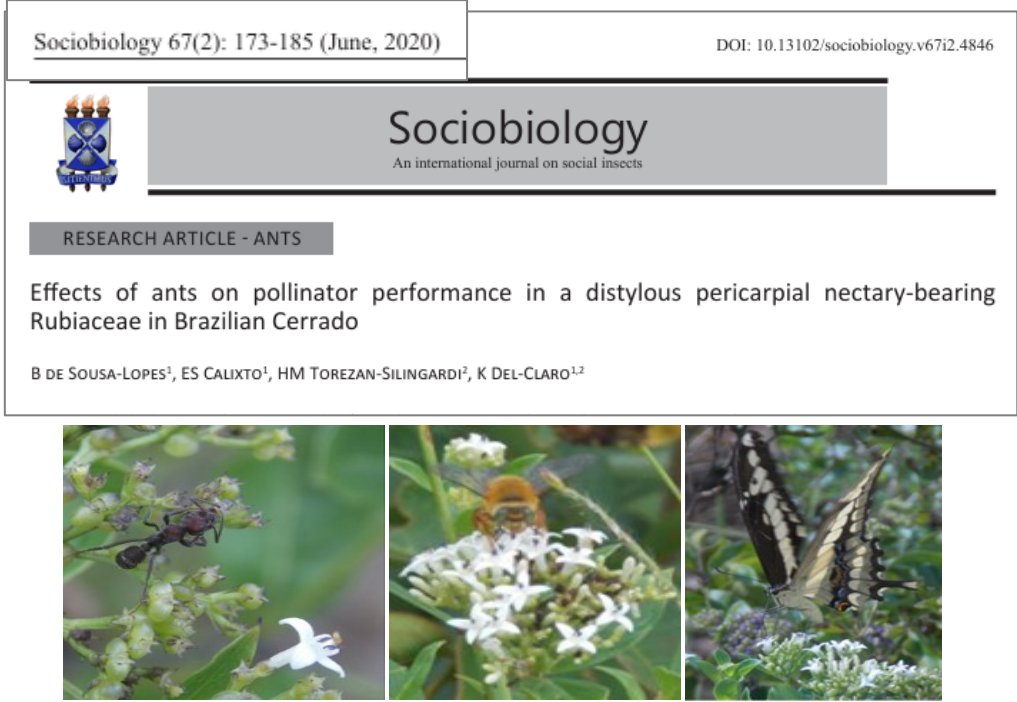 Sociobiology 67(2): 173-185 (June, 2020)
DOI: 10.13102/sociobiology.v67i2.4846
Sociobiology
An international journal on social insects
RESEARCH ARTICLE - ANTS
Effects of ants on pollinator performance in a distylous pericarpial nectary-bearing
Rubiaceae in Brazilian Cerrado
B de Sousa-Lopes¹, ES Calixto¹, HM Torezan-Silingardi², K Del-Claro¹,²